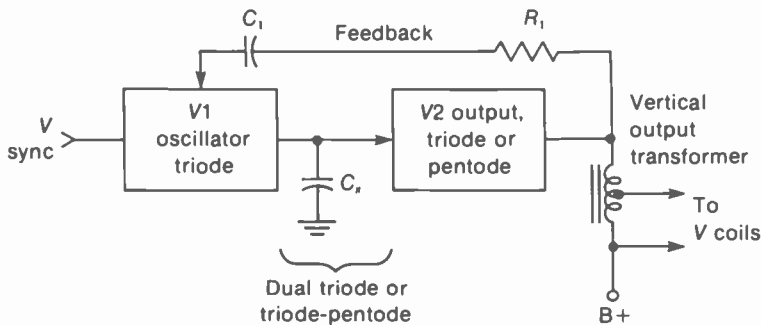 C₁
Feedback
R₁
V
sync
V1
oscillator
triode
V2 output,
triode or
pentode
Vertical
output
transformer
Cₓ
To
V coils
Dual triode or
triode-pentode
B+